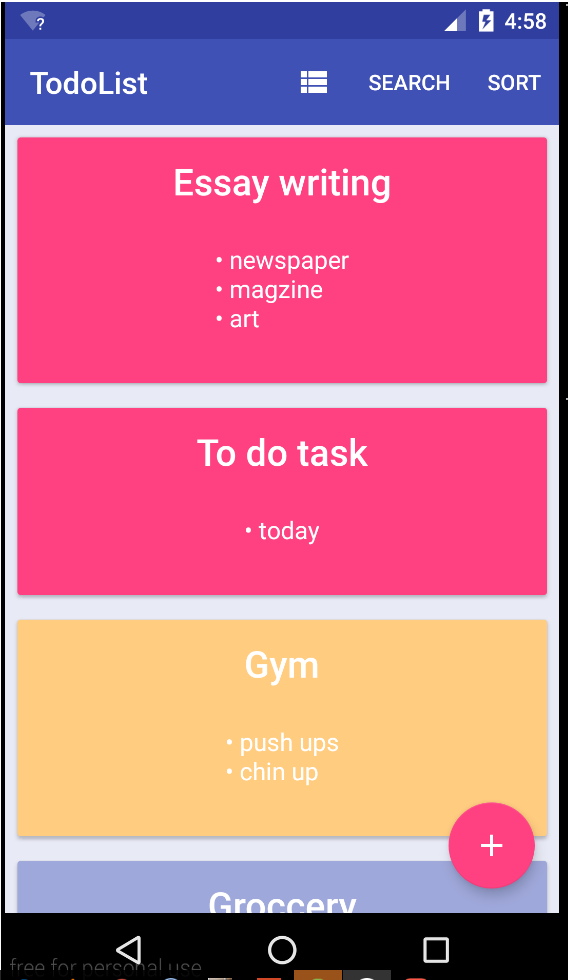 4:58
TodoList SEARCH SORT
Essay writing
• newspaper
• magzine
• art
To do task
• today
Gym
• push ups
• chin up
Groccery
+
free for personal use